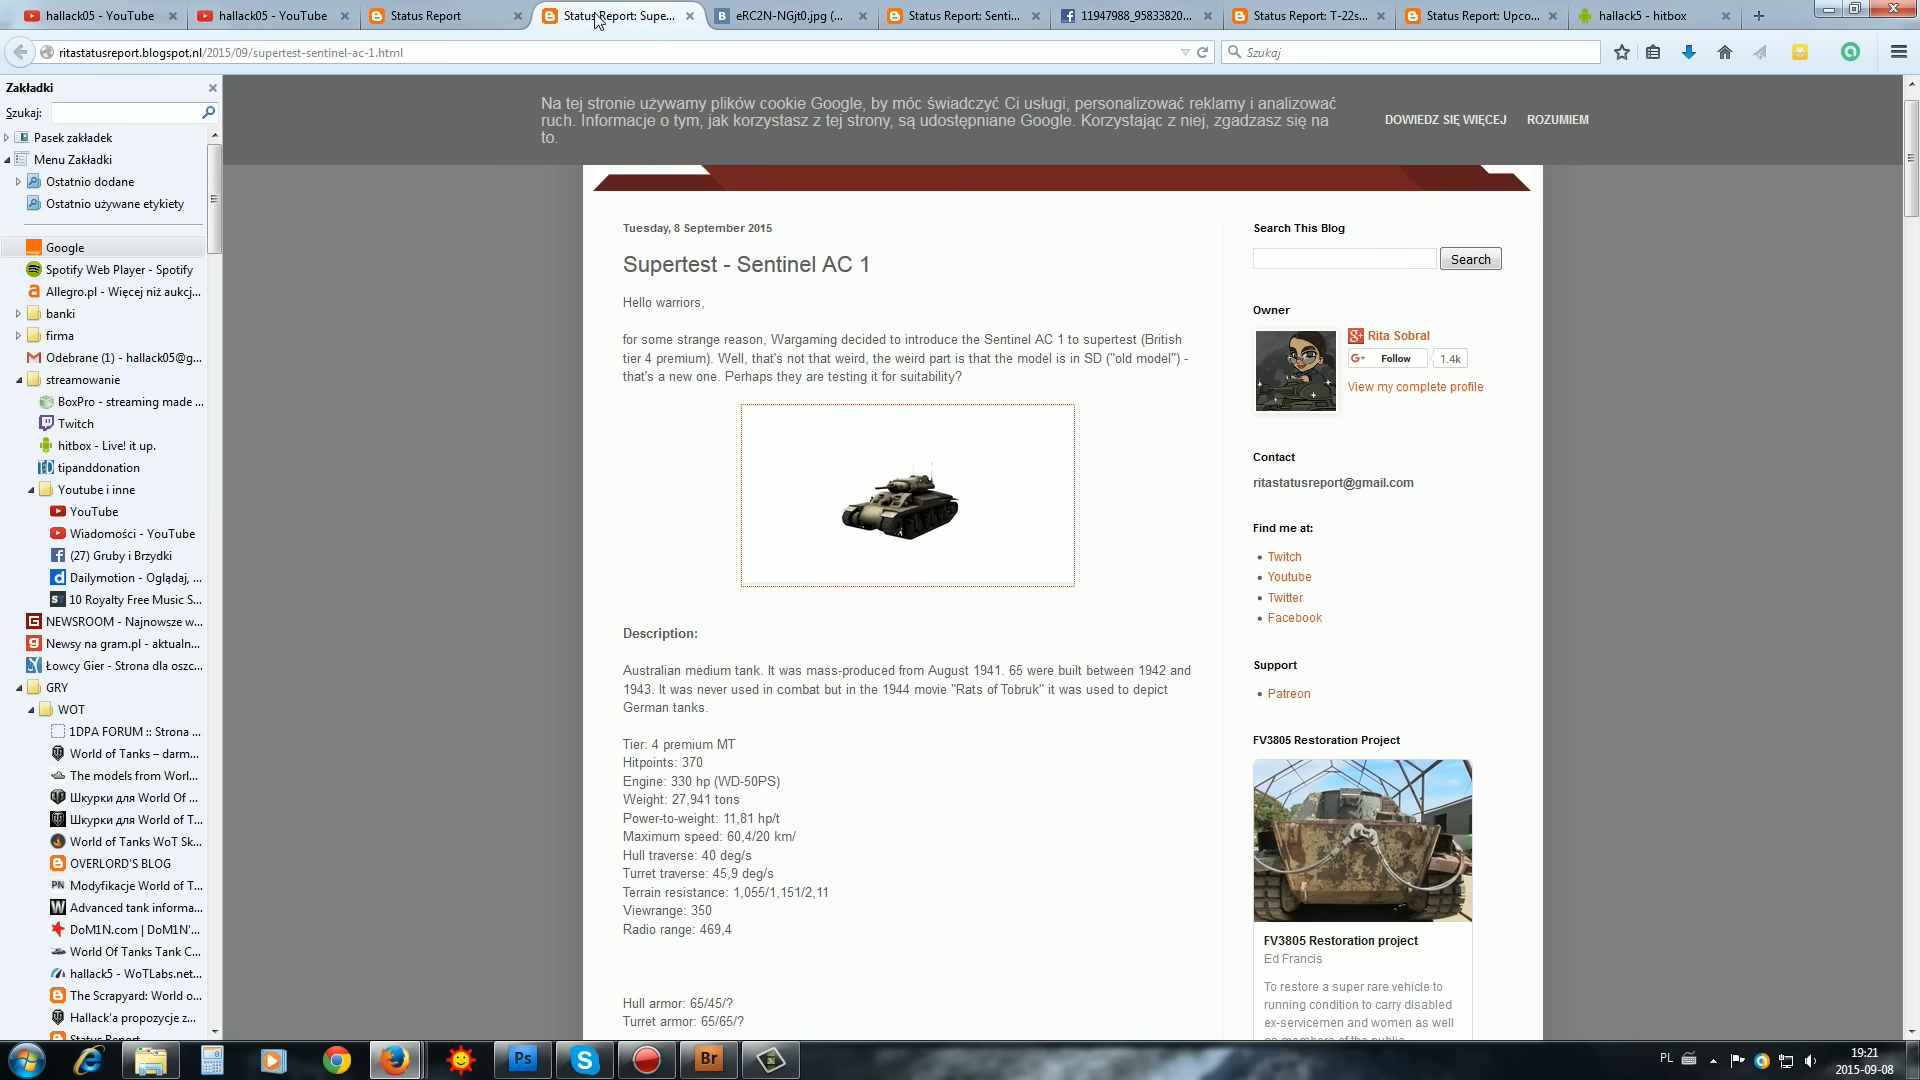 hallack05 - YouTube
hallack05 - YouTube
Status Report
Status Report: Supe...
eRC2N-NGjt0.jpg (...
Status Report: Senti...
11947988_95833820...
Status Report: T-22s...
Status Report: Upco...
hallack5 - hitbox
ritastatusreport.blogspot.nl/2015/09/supertest-sentinel-ac-1.html
Szukaj
Zakładki
Szukaj:
Pasek zakładek
Menu Zakładki
Ostatnio dodane
Ostatnio używane etykiety
Google
Spotify Web Player - Spotify
Allegro.pl - Więcej niż aukcj...
banki
firma
Odebrane (1) - hallack05@g...
streamowanie
BoxPro - streaming made ...
Twitch
hitbox - Live! it up.
tipanddonation
Youtube i inne
YouTube
Wiadomości - YouTube
(27) Gruby i Brzydki
Dailymotion - Oglądaj, ...
10 Royalty Free Music S...
NEWSROOM - Najnowsze w...
Newsy na gram.pl - aktualn...
Łowcy Gier - Strona dla oszc...
GRY
WOT
1DPA FORUM :: Strona ...
World of Tanks – darm...
The models from Worl...
Шкурки для World Of ...
Шкурки для World of T...
World of Tanks WoT Sk...
OVERLORD'S BLOG
Modyfikacje World of T...
Advanced tank informa...
DoM1N.com | DoM1N'...
World Of Tanks Tank C...
hallack5 - WoTLabs.net...
The Scrapyard: World o...
Hallack'a propozycje z...
Status Report
Na tej stronie używamy plików cookie Google, by móc świadczyć Ci usługi, personalizować reklamy i analizować
ruch. Informacje o tym, jak korzystasz z tej strony, są udostępniane Google. Korzystając z niej, zgadzasz się na
to.
DOWIEDZ SIĘ WIĘCEJ
ROZUMIEM
Tuesday, 8 September 2015
Supertest - Sentinel AC 1
Hello warriors,
for some strange reason, Wargaming decided to introduce the Sentinel AC 1 to supertest (British
tier 4 premium). Well, that's not that weird, the weird part is that the model is in SD ("old model") -
that's a new one. Perhaps they are testing it for suitability?
Description:
Australian medium tank. It was mass-produced from August 1941. 65 were built between 1942 and
1943. It was never used in combat but in the 1944 movie "Rats of Tobruk" it was used to depict
German tanks.
Tier: 4 premium MT
Hitpoints: 370
Engine: 330 hp (WD-50PS)
Weight: 27,941 tons
Power-to-weight: 11,81 hp/t
Maximum speed: 60,4/20 km/
Hull traverse: 40 deg/s
Turret traverse: 45,9 deg/s
Terrain resistance: 1,055/1,151/2,11
Viewrange: 350
Radio range: 469,4
Hull armor: 65/45/?
Turret armor: 65/65/?
Search This Blog
Search
Owner
Rita Sobral
Follow
1.4k
View my complete profile
Contact
ritastatusreport@gmail.com
Find me at:
Twitch
Youtube
Twitter
Facebook
Support
Patreon
FV3805 Restoration Project
FV3805 Restoration project
Ed Francis
To restore a super rare vehicle to
running condition to carry disabled
ex-servicemen and women as well
as members of the public
Ps
Br
PL
19:21
2015-09-08